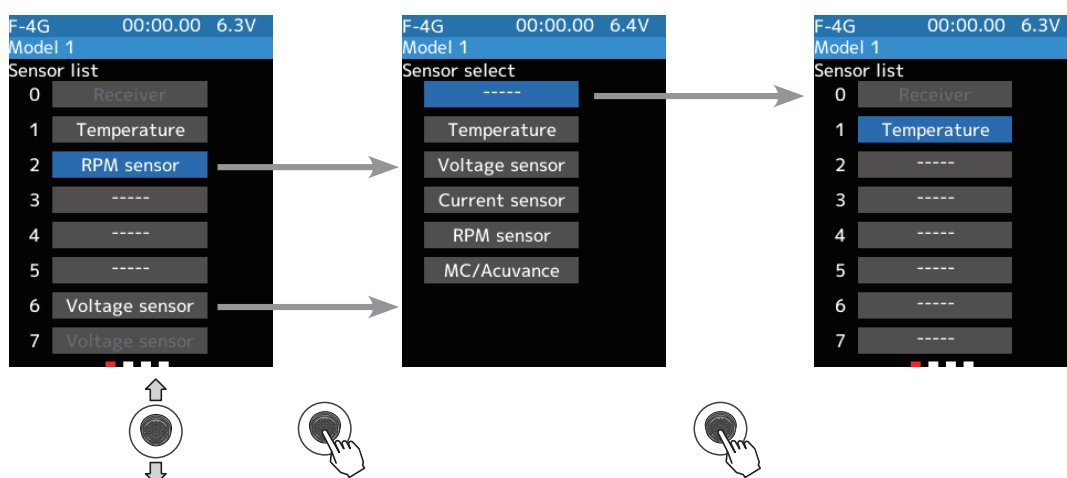 F-4G 00:00.00 6.3V
Model 1
Sensor list
0 Receiver
1 Temperature
2 RPM sensor
3 -----
4 -----
5 -----
6 Voltage sensor
7 Voltage sensor
F-4G 00:00.00 6.4V
Model 1
Sensor select
-----
Temperature
Voltage sensor
Current sensor
RPM sensor
MC/Acuvance
F-4G 00:00.00 6.3V
Model 1
Sensor list
0 Receiver
1 Temperature
2 -----
3 -----
4 -----
5 -----
6 -----
7 -----